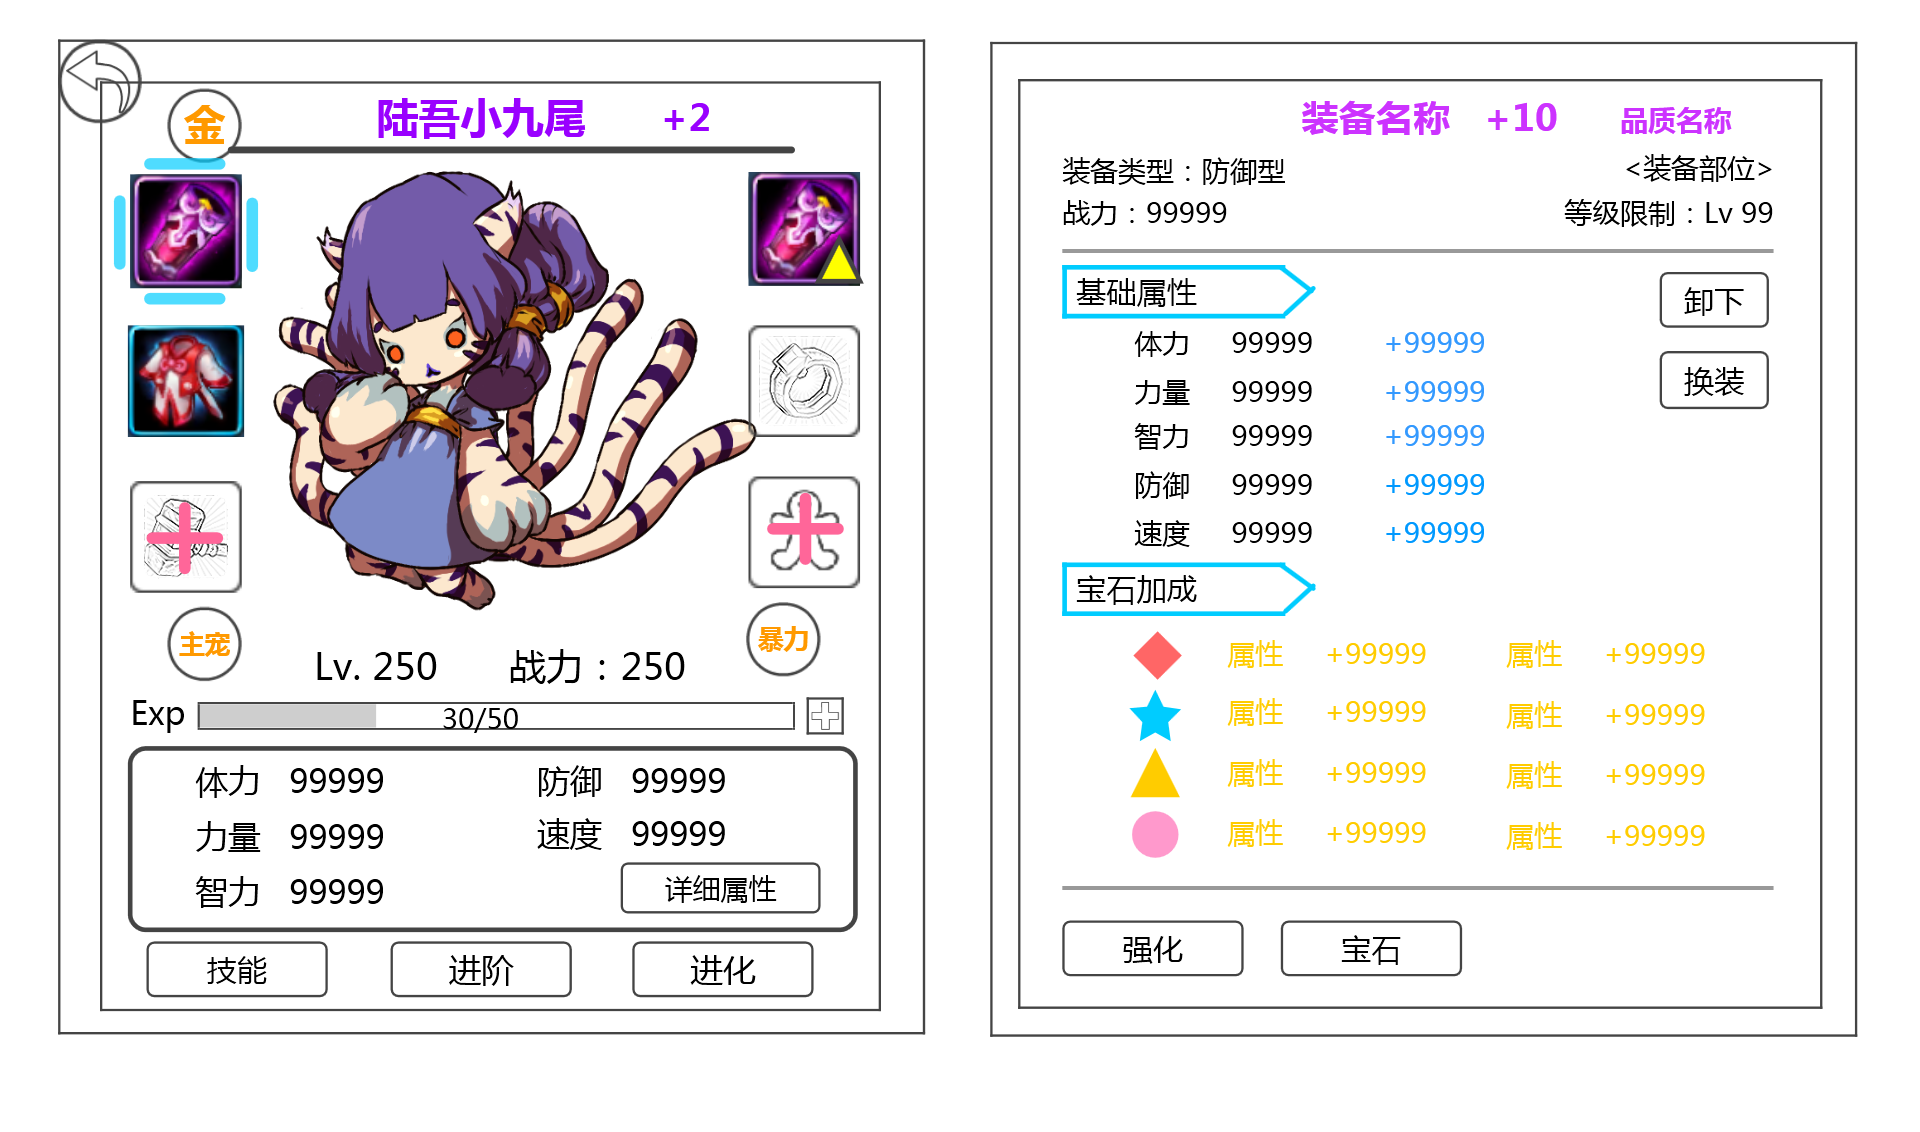 金
陆吾小九尾 +2
主宠
暴力
Lv. 250 战力：250
Exp 30/50
体力 99999 防御 99999
力量 99999 速度 99999
智力 99999 详细属性
技能 进阶 进化
装备名称 +10 品质名称
装备类型：防御型 <装备部位>
战力：99999 等级限制：Lv 99
基础属性 卸下
体力 99999 +99999
换装
力量 99999 +99999
智力 99999 +99999
防御 99999 +99999
速度 99999 +99999
宝石加成
属性 +99999 属性 +99999
属性 +99999 属性 +99999
属性 +99999 属性 +99999
属性 +99999 属性 +99999
强化 宝石